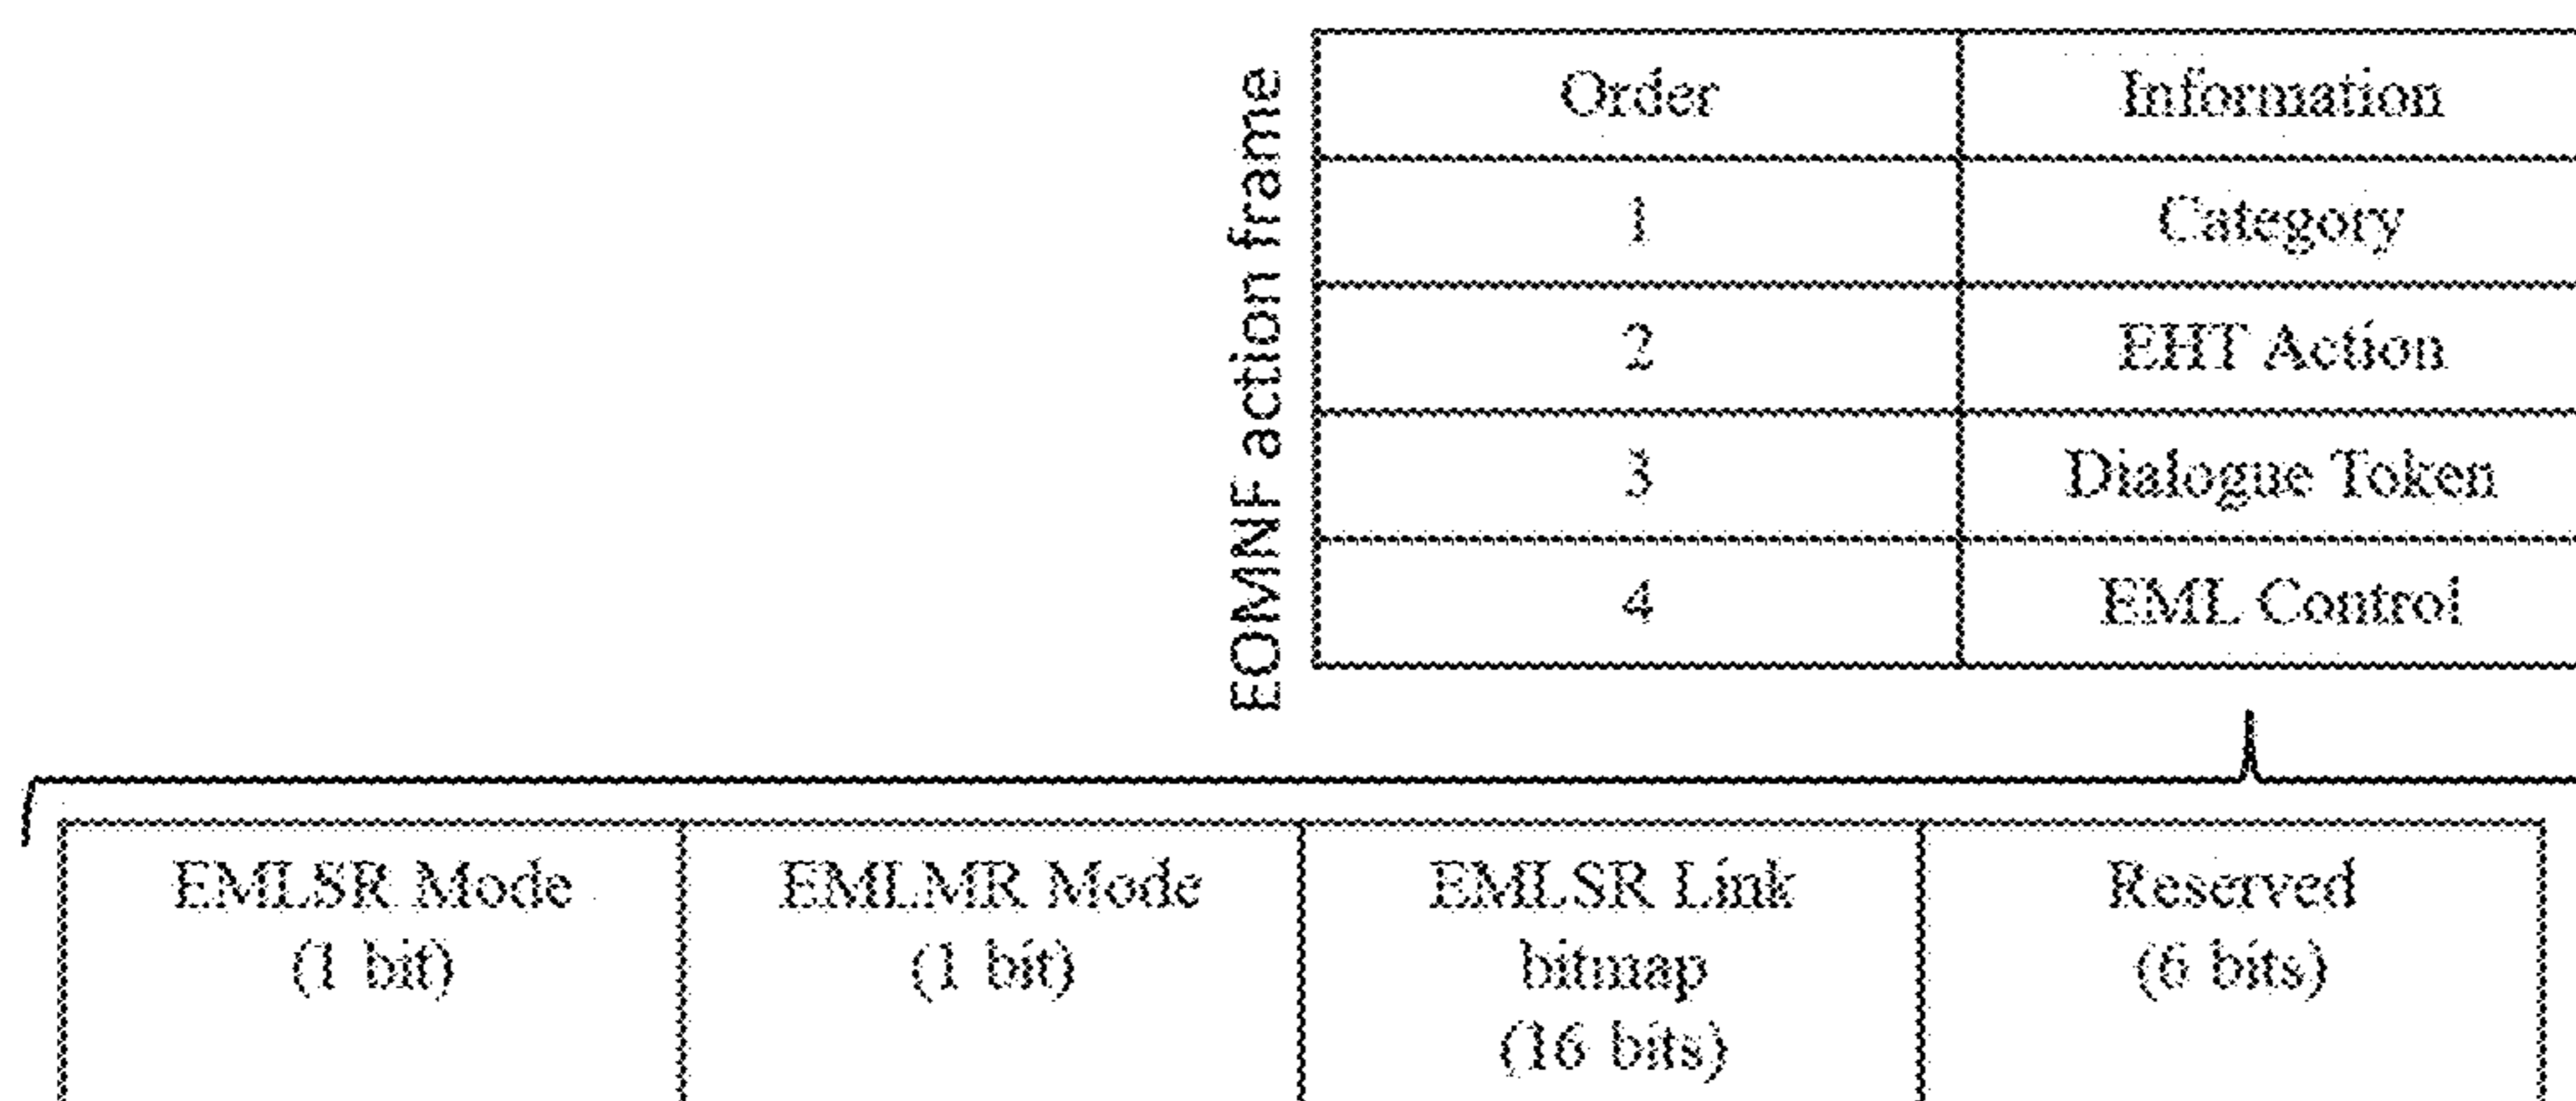 EOMNF action frame
Order Information
1 Category
2 EHT Action
3 Dialogue Token
4 EML Control
EMLSR Mode
(1 bit)
EMLMR Mode
(1 bit)
EMLSR Link
bitmap
(16 bits)
Reserved
(6 bits)